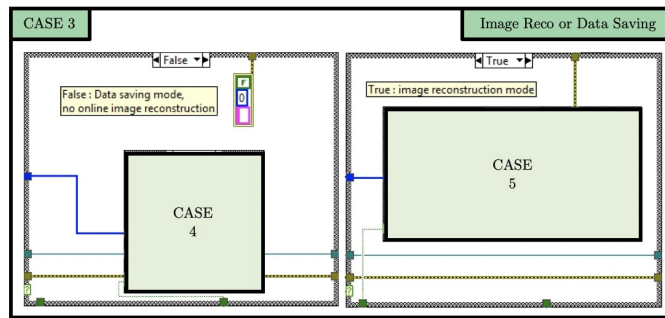 CASE 3
Image Reco or Data Saving
False
False : Data saving mode,
no online image reconstruction
F
0
CASE
4
?
True
True : image reconstruction mode
CASE
5
?